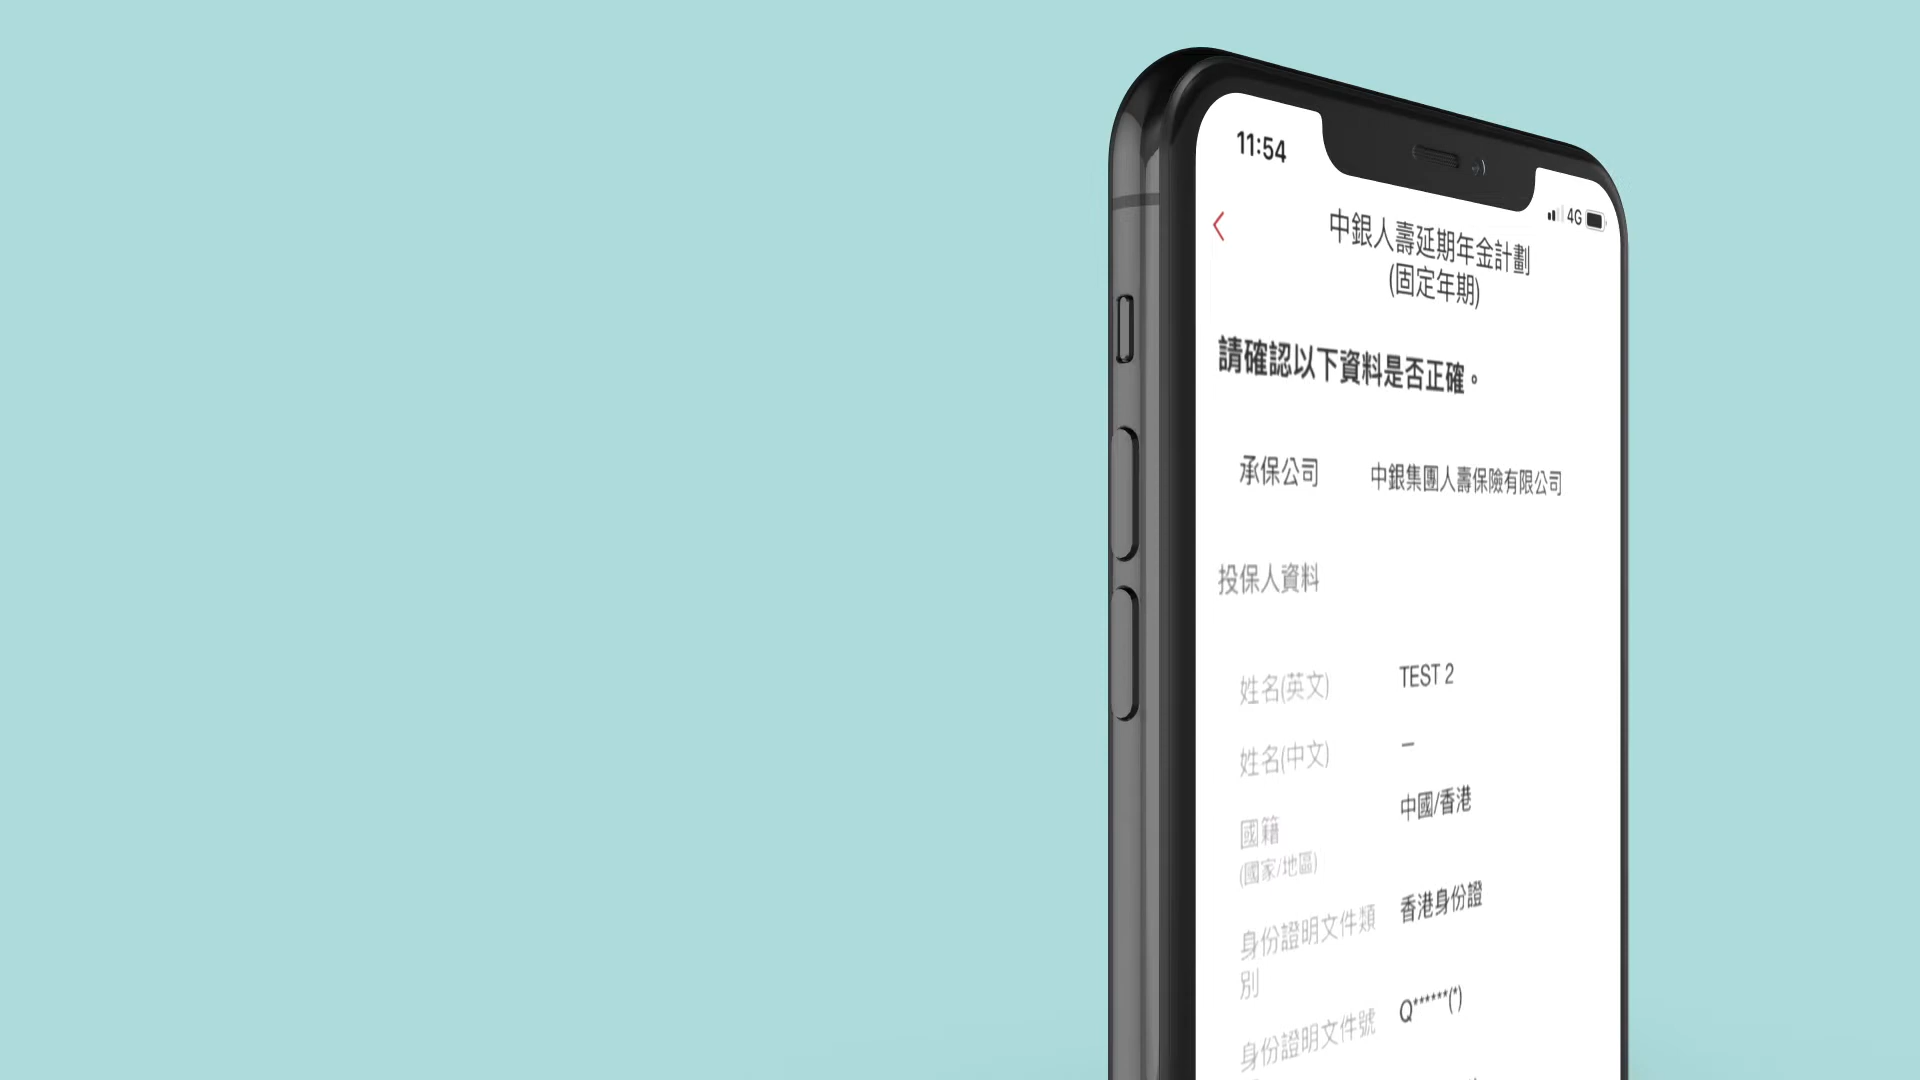 11:54
4G
中銀人壽延期年金計劃
(固定年期)
請確認以下資料是否正確。
承保公司 中銀集團人壽保險有限公司
投保人資料
姓名(英文) TEST 2
姓名(中文) –
國籍 中國/香港
(國家/地區)
身份證明文件類 香港身份證
別
身份證明文件號 Q******(*)